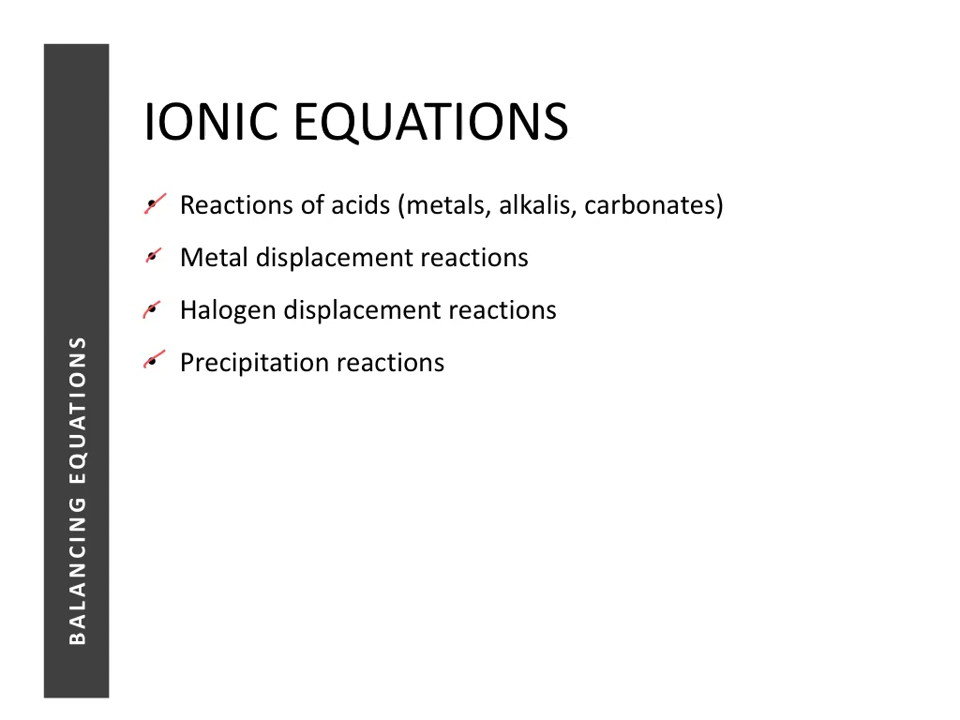 IONIC EQUATIONS
Reactions of acids (metals, alkalis, carbonates)
Metal displacement reactions
Halogen displacement reactions
Precipitation reactions
BALANCING EQUATIONS